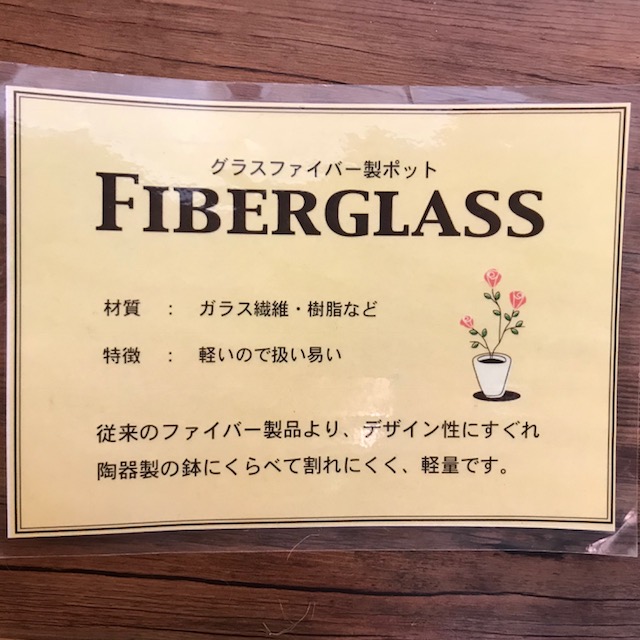 グラスファイバー製ポット
FIBERGLASS
材質 : ガラス繊維・樹脂など
特徴 : 軽いので扱い易い
従来のファイバー製品より、デザイン性にすぐれ
陶器製の鉢にくらべて割れにくく、軽量です。